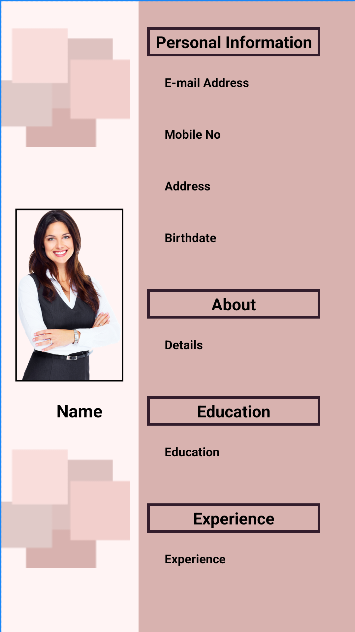 Personal Information
E-mail Address
Mobile No
Address
Birthdate
About
Details
Name
Education
Education
Experience
Experience